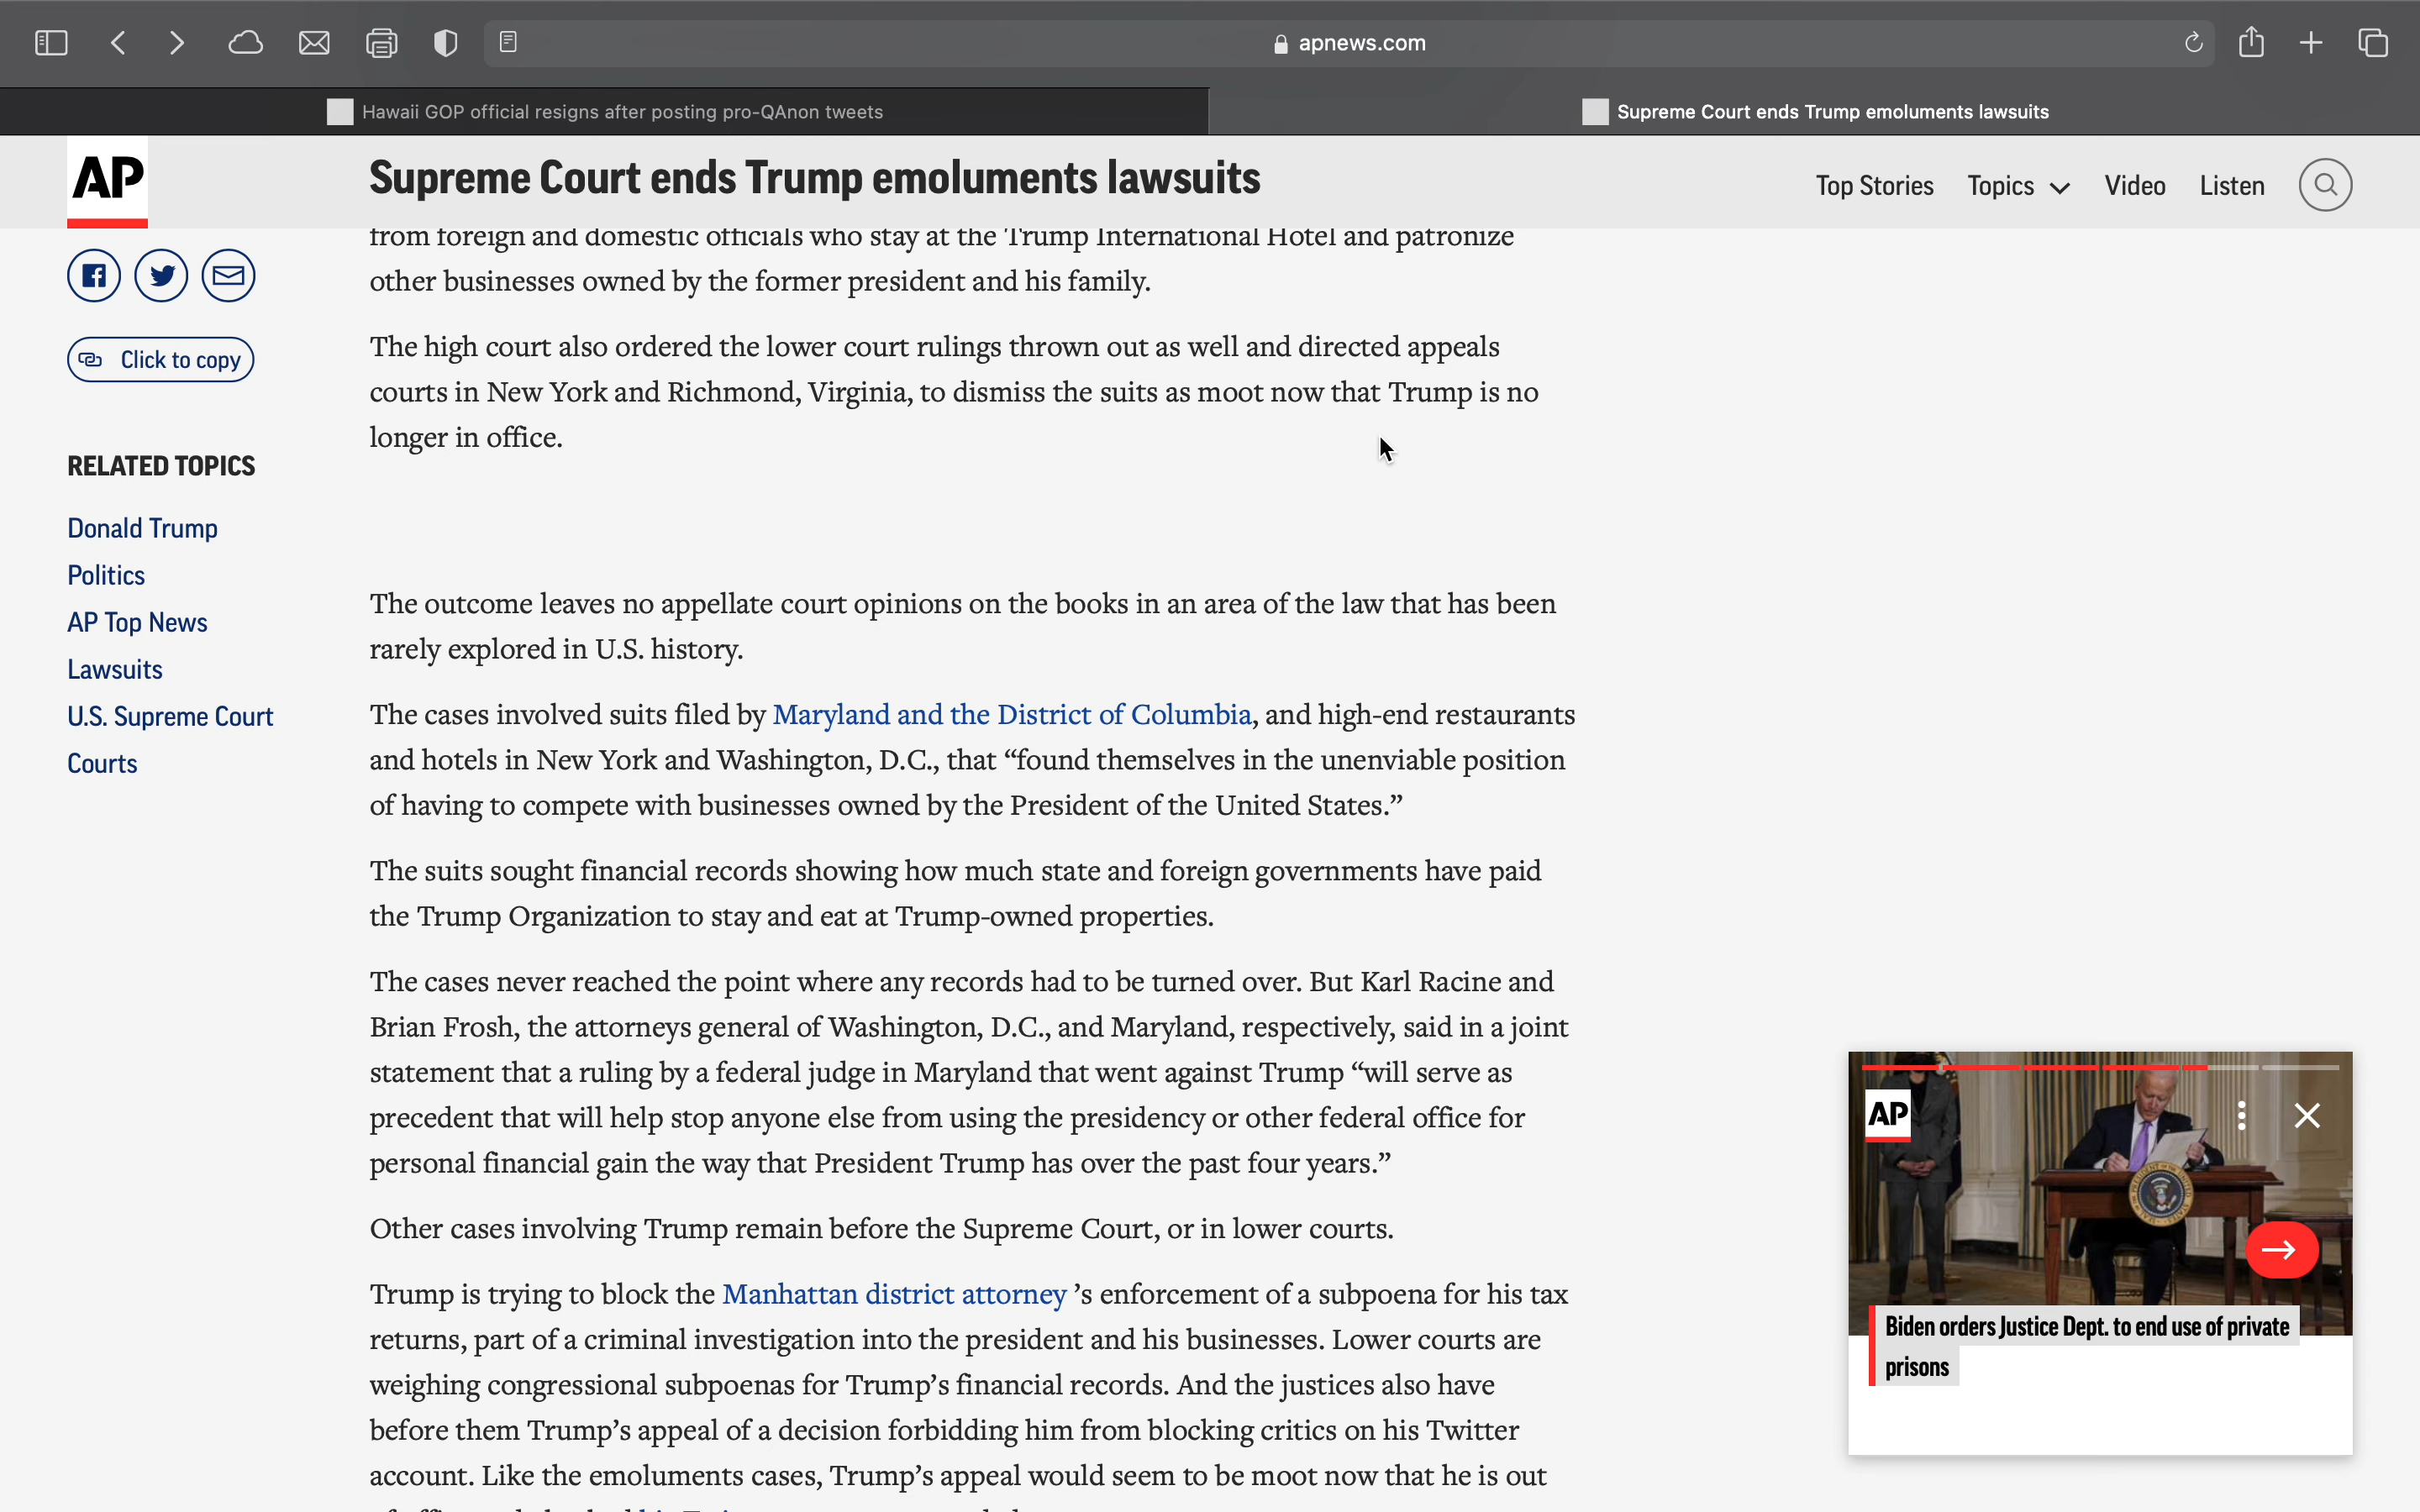 apnews.com
Hawaii GOP official resigns after posting pro-QAnon tweets
Supreme Court ends Trump emoluments lawsuits
AP
Supreme Court ends Trump emoluments lawsuits
Top Stories
Topics
Video
Listen
from foreign and domestic officials who stay at the Trump International Hotel and patronize
other businesses owned by the former president and his family.
Click to copy
The high court also ordered the lower court rulings thrown out as well and directed appeals
courts in New York and Richmond, Virginia, to dismiss the suits as moot now that Trump is no
longer in office.
RELATED TOPICS
Donald Trump
Politics
AP Top News
Lawsuits
U.S. Supreme Court
Courts
The outcome leaves no appellate court opinions on the books in an area of the law that has been
rarely explored in U.S. history.
The cases involved suits filed by Maryland and the District of Columbia, and high-end restaurants
and hotels in New York and Washington, D.C., that “found themselves in the unenviable position
of having to compete with businesses owned by the President of the United States.”
The suits sought financial records showing how much state and foreign governments have paid
the Trump Organization to stay and eat at Trump-owned properties.
The cases never reached the point where any records had to be turned over. But Karl Racine and
Brian Frosh, the attorneys general of Washington, D.C., and Maryland, respectively, said in a joint
statement that a ruling by a federal judge in Maryland that went against Trump “will serve as
precedent that will help stop anyone else from using the presidency or other federal office for
personal financial gain the way that President Trump has over the past four years.”
Other cases involving Trump remain before the Supreme Court, or in lower courts.
Trump is trying to block the Manhattan district attorney ’s enforcement of a subpoena for his tax
returns, part of a criminal investigation into the president and his businesses. Lower courts are
weighing congressional subpoenas for Trump’s financial records. And the justices also have
before them Trump’s appeal of a decision forbidding him from blocking critics on his Twitter
account. Like the emoluments cases, Trump’s appeal would seem to be moot now that he is out
AP
Biden orders Justice Dept. to end use of private
prisons